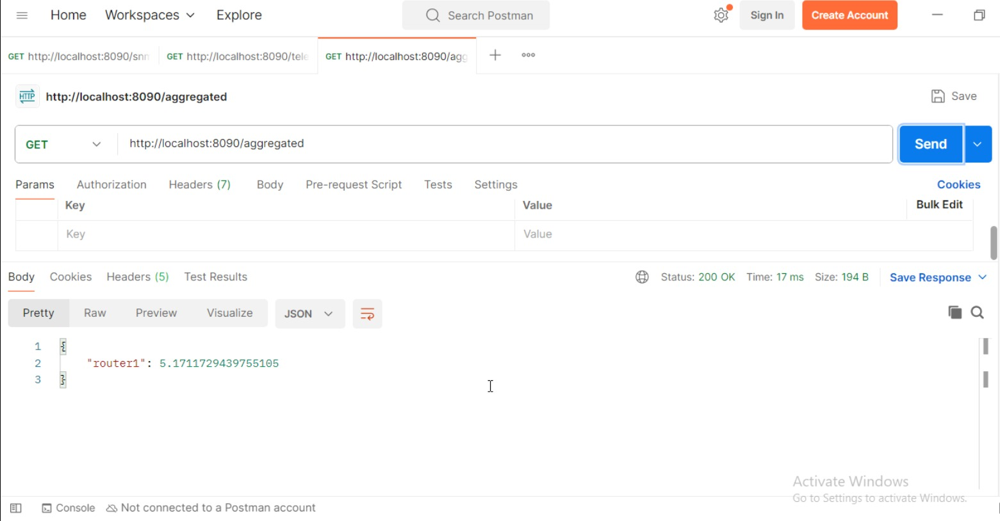 Home Workspaces Explore Search Postman Sign In Create Account
GET http://localhost:8090/snn GET http://localhost:8090/tele GET http://localhost:8090/agg
HTTP http://localhost:8090/aggregated Save
GET http://localhost:8090/aggregated Send
Params Authorization Headers (7) Body Pre-request Script Tests Settings Cookies
Key Value Bulk Edit
Key Value
Body Cookies Headers (5) Test Results Status: 200 OK Time: 17 ms Size: 194 B Save Response
Pretty Raw Preview Visualize JSON
1 {
2 "router1": 5.1711729439755105
3 }
Activate Windows
Go to Settings to activate Windows.
Console Not connected to a Postman account